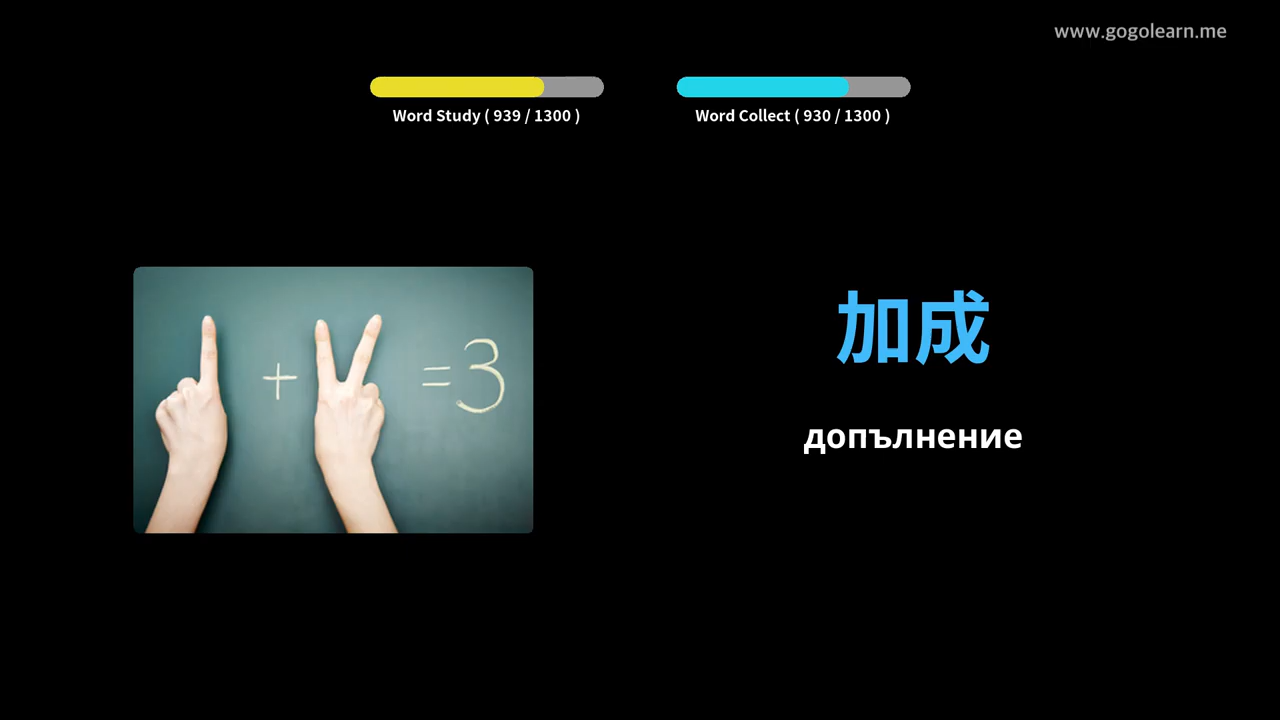 www.gogolearn.me
Word Study ( 939 / 1300 )
Word Collect ( 930 / 1300 )
+ =3
加成
допълнение